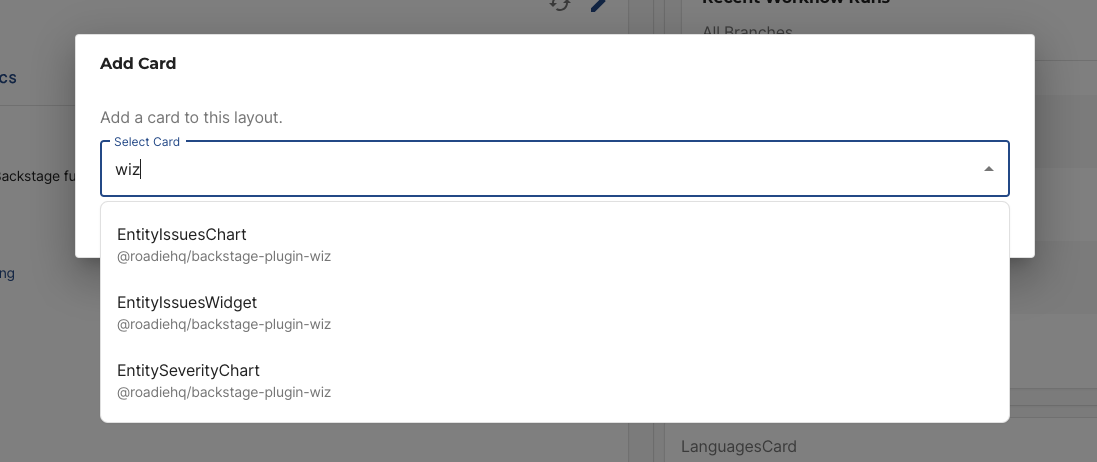 Recent Workflow Runs
All Branches
Add Card
CS
Add a card to this layout.
Select Card
wiz
Backstage fu
EntityIssuesChart
@roadiehq/backstage-plugin-wiz
ng
EntityIssuesWidget
@roadiehq/backstage-plugin-wiz
EntitySeverityChart
@roadiehq/backstage-plugin-wiz
LanguagesCard